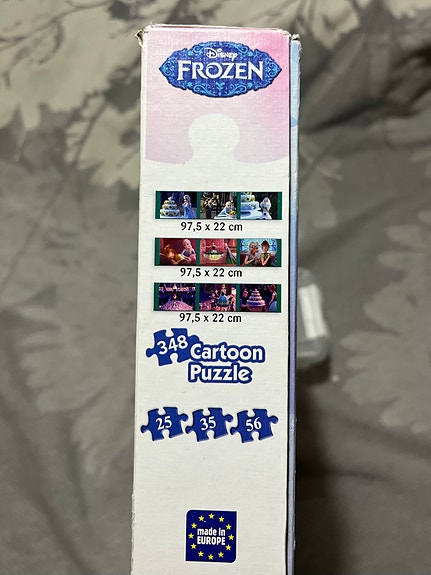 Disney
FROZEN
97,5 x 22 cm
97,5 x 22 cm
97,5 x 22 cm
348 Cartoon
Puzzle
25 35 56
made in
EUROPE